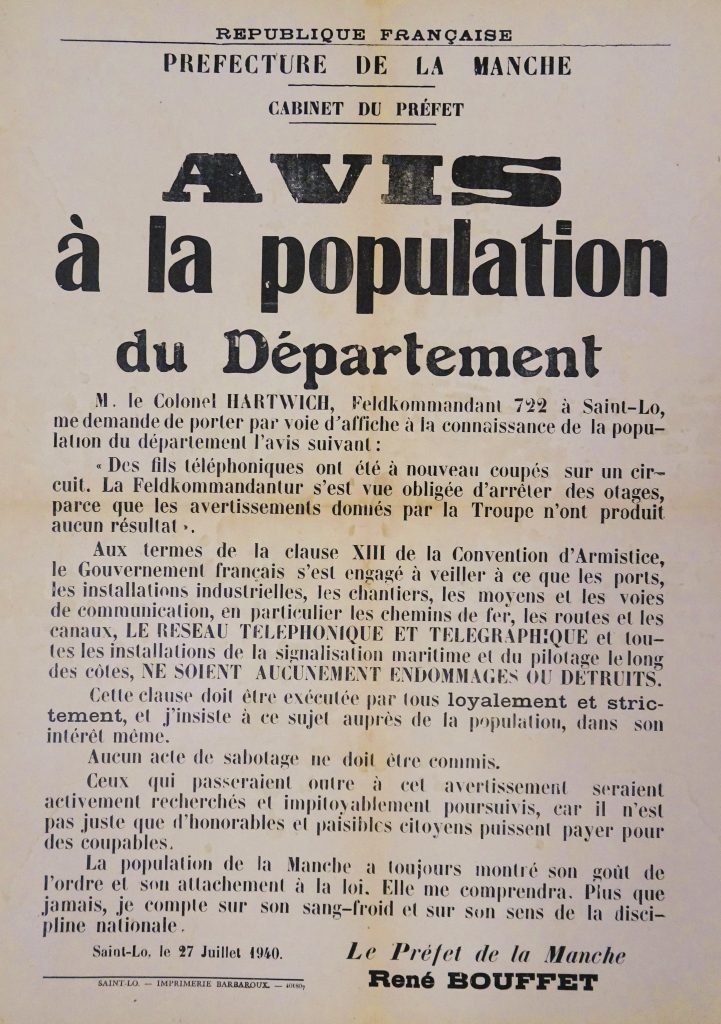 REPUBLIQUE FRANÇAISE
PREFECTURE DE LA MANCHE
CABINET DU PRÉFET
AVIS
à la population
du Département
M. le Colonel HARTWICH, Feldkommandant 722 à Saint-Lo,
me demande de porter par voie d'affiche à la connaissance de la popu-
lation du département l'avis suivant :
« Des fils téléphoniques ont été à nouveau coupés sur un cir-
cuit. La Feldkommandantur s'est vue obligée d'arrêter des otages,
parce que les avertissements donnés par la Troupe n'ont produit
aucun résultat ».
Aux termes de la clause XIII de la Convention d'Armistice,
le Gouvernement français s'est engagé à veiller à ce que les ports,
les installations industrielles, les chantiers, les moyens et les voies
de communication, en particulier les chemins de fer, les routes et les
canaux, LE RESEAU TELEPHONIQUE ET TELEGRAPHIQUE et tou-
tes les installations de la signalisation maritime et du pilotage le long
des côtes, NE SOIENT AUCUNEMENT ENDOMMAGES OU DETRUITS.
Cette clause doit être exécutée par tous loyalement et stric-
tement, et j'insiste à ce sujet auprès de la population, dans son
intérêt même.
Aucun acte de sabotage ne doit être commis.
Ceux qui passeraient outre à cet avertissement seraient
activement recherchés et impitoyablement poursuivis, car il n'est
pas juste que d'honorables et paisibles citoyens puissent payer pour
des coupables.
La population de la Manche a toujours montré son goût de
l'ordre et son attachement à la loi. Elle me comprendra. Plus que
jamais, je compte sur son sang-froid et sur son sens de la disci-
pline nationale.
Saint-Lo, le 27 Juillet 1940.
Le Préfet de la Manche
René BOUFFET
SAINT-LO. — IMPRIMERIE BARBAROUX. —